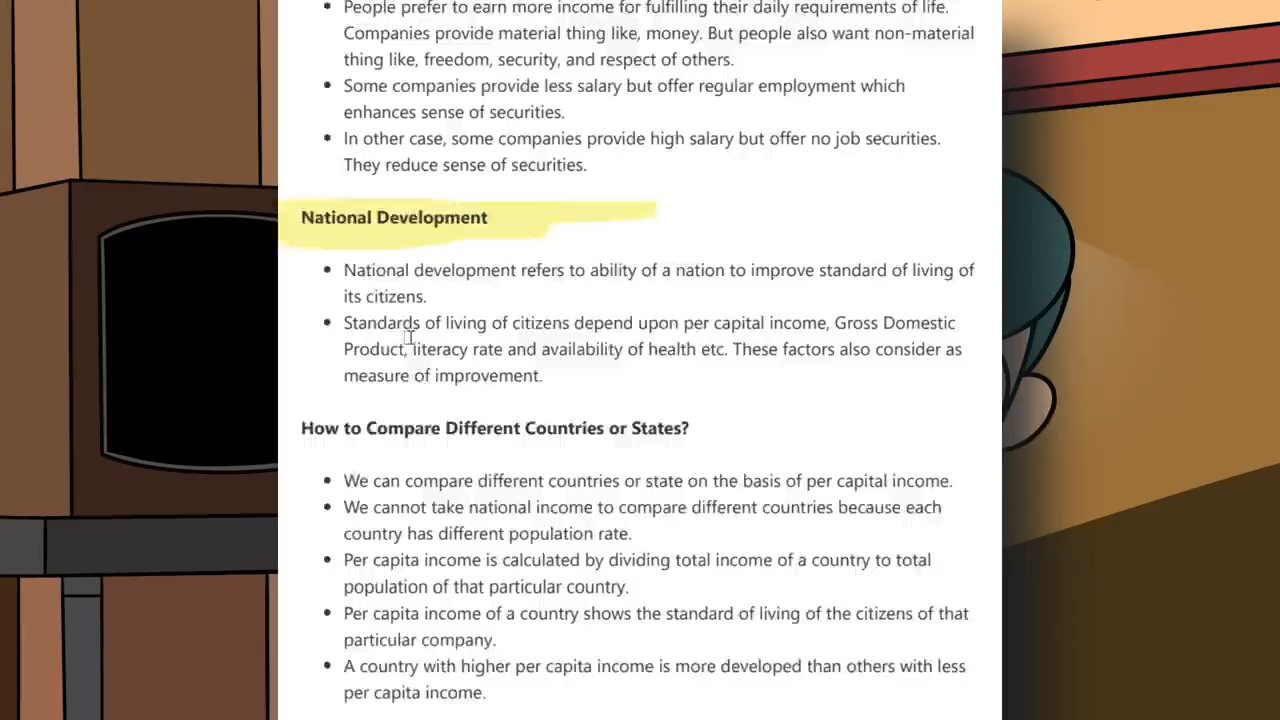 People prefer to earn more income for fulfilling their daily requirements of life.
Companies provide material thing like, money. But people also want non-material
thing like, freedom, security, and respect of others.
Some companies provide less salary but offer regular employment which
enhances sense of securities.
In other case, some companies provide high salary but offer no job securities.
They reduce sense of securities.
National Development
National development refers to ability of a nation to improve standard of living of
its citizens.
Standards of living of citizens depend upon per capital income, Gross Domestic
Product, literacy rate and availability of health etc. These factors also consider as
measure of improvement.
How to Compare Different Countries or States?
We can compare different countries or state on the basis of per capital income.
We cannot take national income to compare different countries because each
country has different population rate.
Per capita income is calculated by dividing total income of a country to total
population of that particular country.
Per capita income of a country shows the standard of living of the citizens of that
particular company.
A country with higher per capita income is more developed than others with less
per capita income.